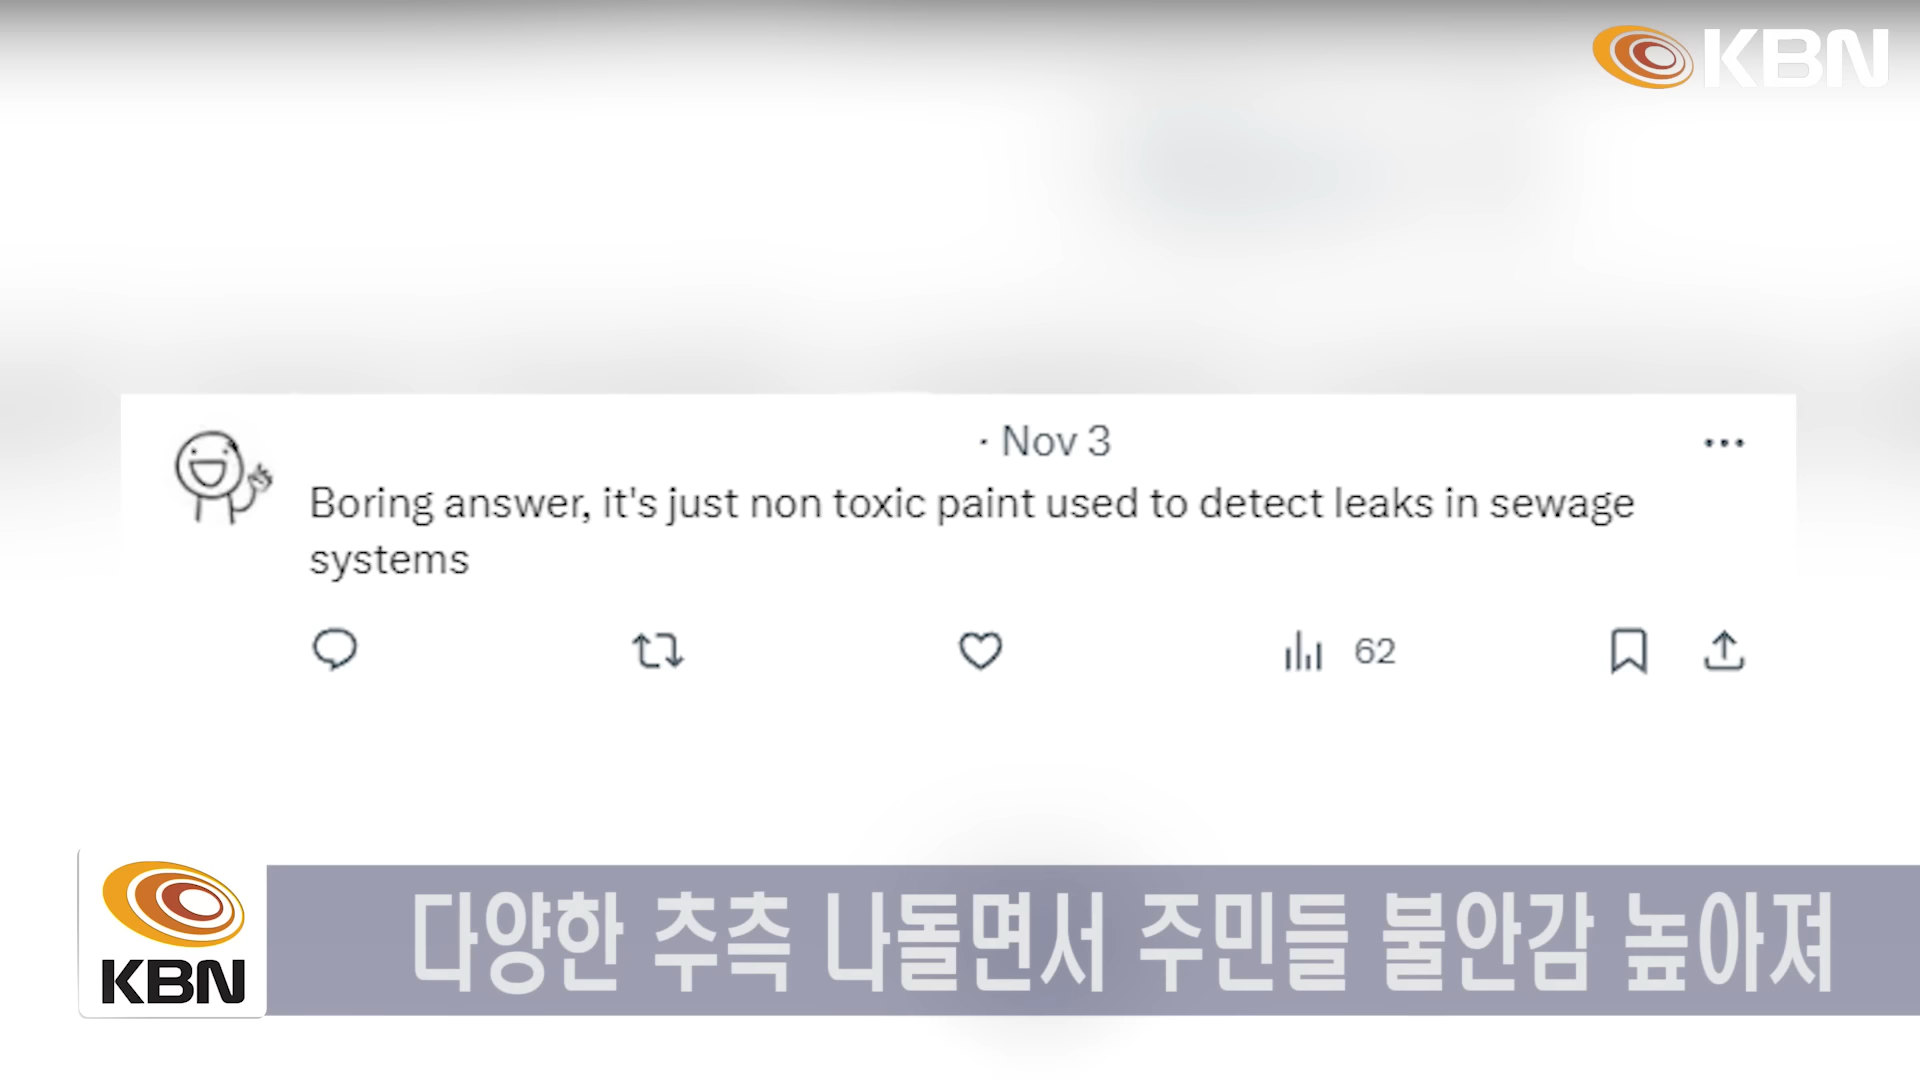 KBN
· Nov 3
Boring answer, it's just non toxic paint used to detect leaks in sewage
systems
62
다양한 추측 나돌면서 주민들 불안감 높아져
KBN